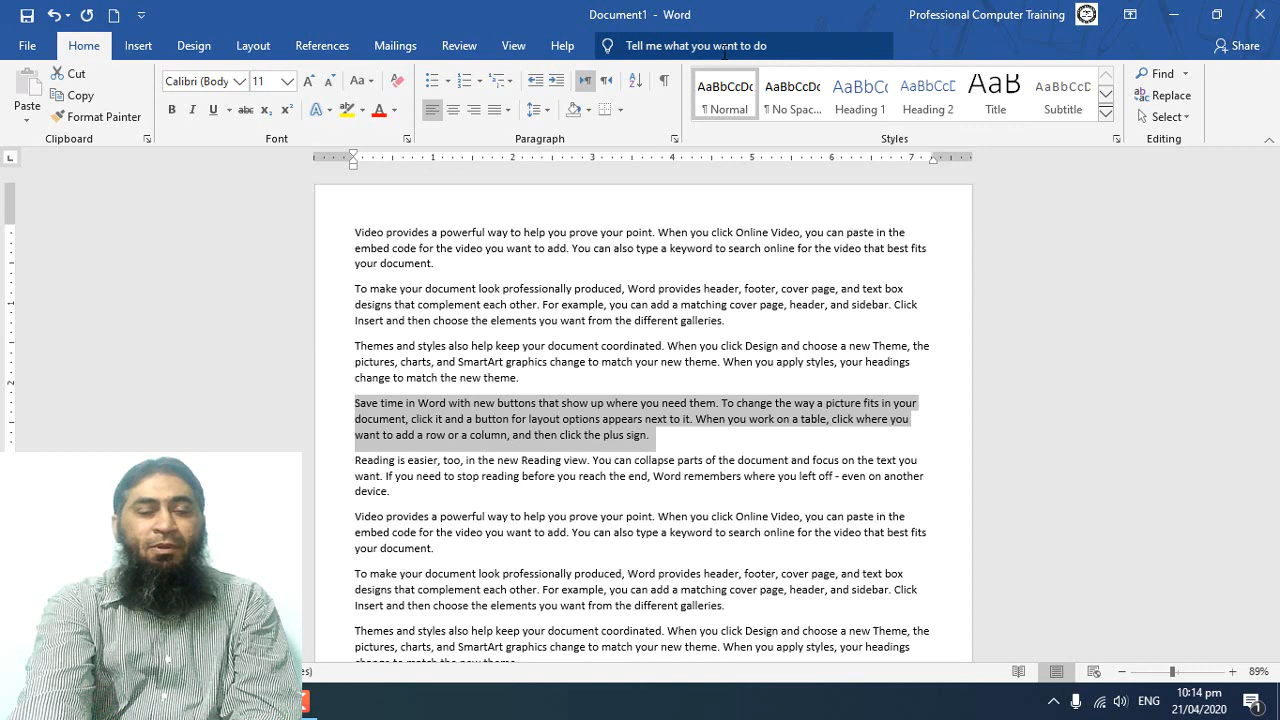 Document1 - Word
Professional Computer Training
File Home Insert Design Layout References Mailings Review View Help Tell me what you want to do Share
Cut
Copy
Format Painter
Paste
Clipboard
Calibri (Body 11
Font
Paragraph
AaBbCcDc AaBbCcDc AaBbCc AaBbCcD AaB AaBbCcD
¶ Normal ¶ No Spac... Heading 1 Heading 2 Title Subtitle
Styles
Find
Replace
Select
Editing
1 2 3 4 5 6 7
Video provides a powerful way to help you prove your point. When you click Online Video, you can paste in the
embed code for the video you want to add. You can also type a keyword to search online for the video that best fits
your document.
To make your document look professionally produced, Word provides header, footer, cover page, and text box
designs that complement each other. For example, you can add a matching cover page, header, and sidebar. Click
Insert and then choose the elements you want from the different galleries.
Themes and styles also help keep your document coordinated. When you click Design and choose a new Theme, the
pictures, charts, and SmartArt graphics change to match your new theme. When you apply styles, your headings
change to match the new theme.
Save time in Word with new buttons that show up where you need them. To change the way a picture fits in your
document, click it and a button for layout options appears next to it. When you work on a table, click where you
want to add a row or a column, and then click the plus sign.
Reading is easier, too, in the new Reading view. You can collapse parts of the document and focus on the text you
want. If you need to stop reading before you reach the end, Word remembers where you left off - even on another
device.
Video provides a powerful way to help you prove your point. When you click Online Video, you can paste in the
embed code for the video you want to add. You can also type a keyword to search online for the video that best fits
your document.
To make your document look professionally produced, Word provides header, footer, cover page, and text box
designs that complement each other. For example, you can add a matching cover page, header, and sidebar. Click
Insert and then choose the elements you want from the different galleries.
Themes and styles also help keep your document coordinated. When you click Design and choose a new Theme, the
pictures, charts, and SmartArt graphics change to match your new theme. When you apply styles, your headings
change to match the new theme.
es)
89%
ENG
10:14 pm
21/04/2020